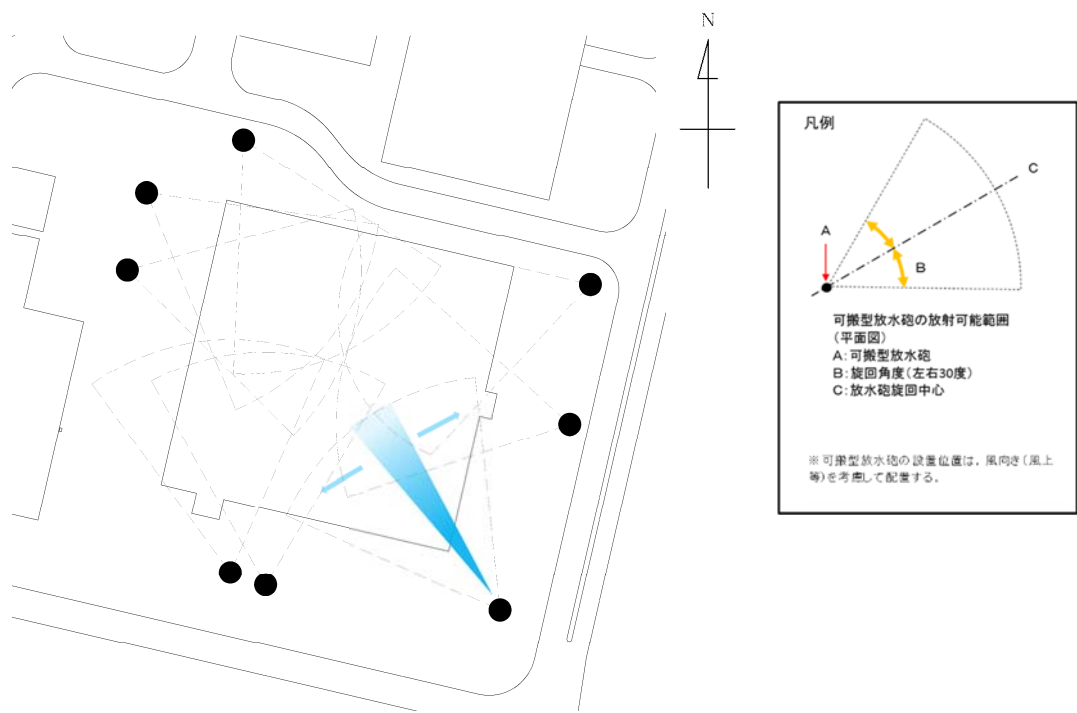 N
凡例
C
A
B
可搬型放水砲の放射可能範囲
(平面図)
A:可搬型放水砲
B:旋回角度(左右30度)
C:放水砲旋回中心
※可搬型放水砲の設置位置は,風向き(風上
等)を考慮して配置する。